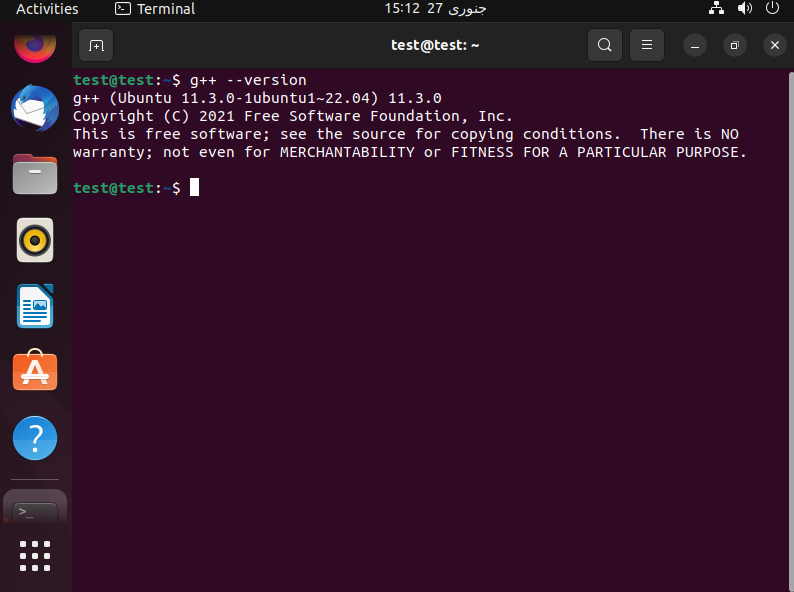 Activities
Terminal
15:12 27 جنوری
test@test: ~
test@test:~$ g++ --version
g++ (Ubuntu 11.3.0-1ubuntu1~22.04) 11.3.0
Copyright (C) 2021 Free Software Foundation, Inc.
This is free software; see the source for copying conditions.  There is NO
warranty; not even for MERCHANTABILITY or FITNESS FOR A PARTICULAR PURPOSE.
test@test:~$